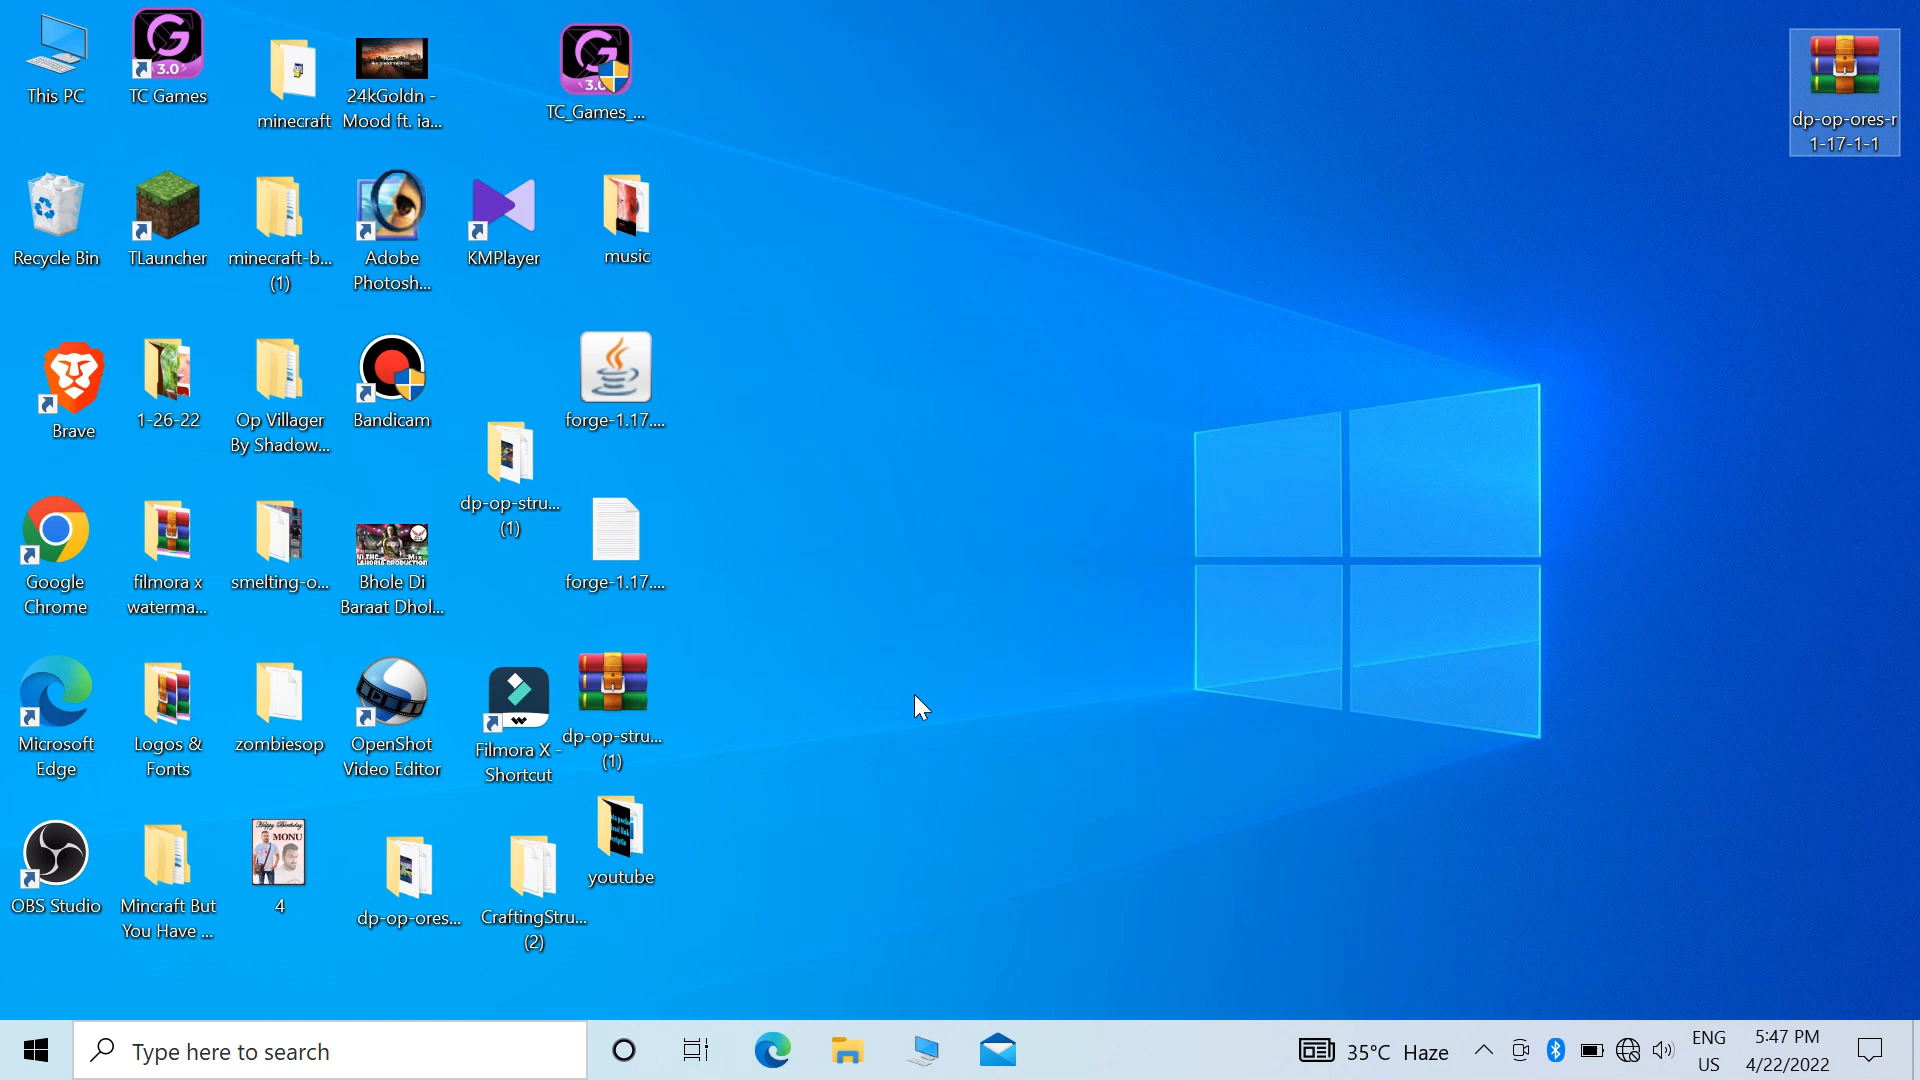 This PC
TC Games
3.0
minecraft
24kGoldn -
Mood ft. ia...
TC_Games_...
dp-op-ores-r
1-17-1-1
Recycle Bin
TLauncher
minecraft-b...
(1)
Adobe
Photosh...
KMPlayer
music
Brave
1-26-22
Op Villager
By Shadow...
Bandicam
dp-op-stru...
(1)
forge-1.17....
Google
Chrome
filmora x
waterma...
smelting-o...
Bhole Di
Baraat Dhol...
forge-1.17....
Microsoft
Edge
Logos &
Fonts
zombiesop
OpenShot
Video Editor
Filmora X -
Shortcut
dp-op-stru...
(1)
OBS Studio
Mincraft But
You Have ...
Happy Birthday
MONU
4
dp-op-ores...
CraftingStru...
(2)
youtube
Type here to search
35°C Haze
ENG
US
5:47 PM
4/22/2022